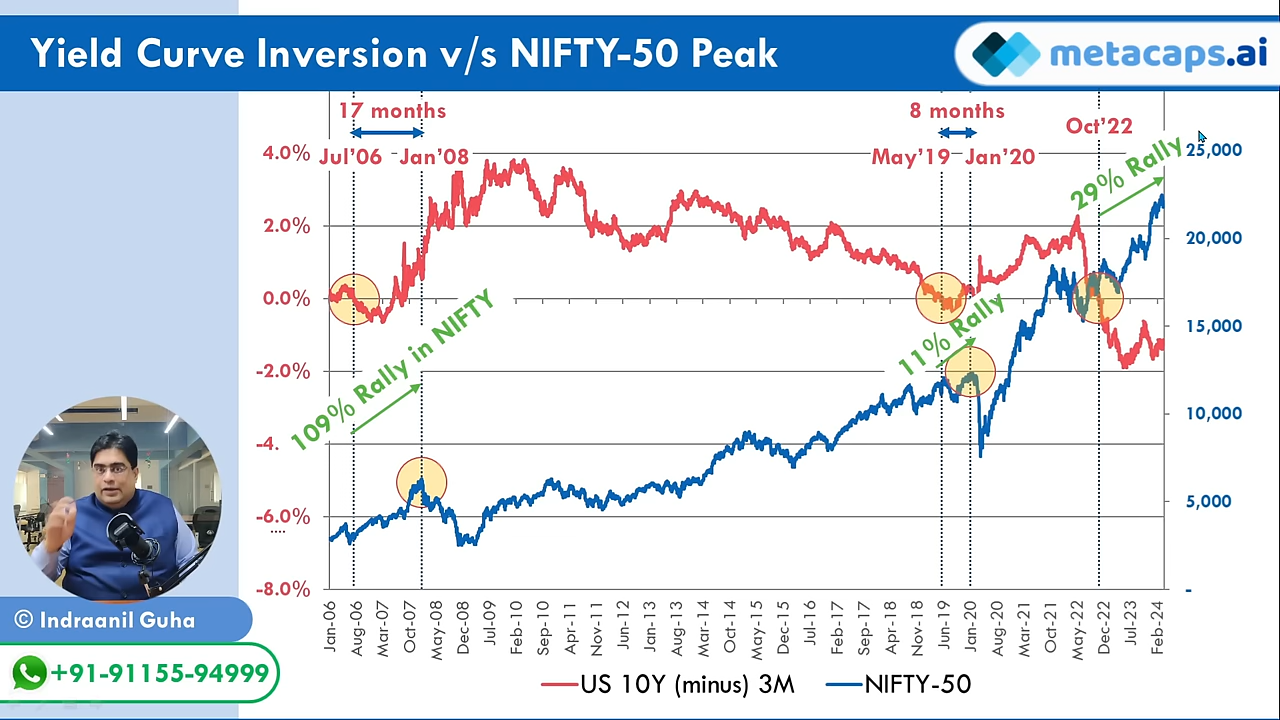 Yield Curve Inversion v/s NIFTY-50 Peak
metacaps.ai
17 months
8 months
Oct'22
Jul'06
Jan'08
May'19
Jan'20
29% Rally
109% Rally in NIFTY
11% Rally
4.0%
2.0%
0.0%
-2.0%
-4.
-6.0%
-8.0%
25,000
20,000
15,000
10,000
5,000
-
Jan-06
Aug-06
Mar-07
Oct-07
May-08
Dec-08
Jul-09
Feb-10
Sep-10
Apr-11
Nov-11
Jun-12
Jan-13
Aug-13
Mar-14
Oct-14
May-15
Dec-15
Jul-16
Feb-17
Sep-17
Apr-18
Nov-18
Jun-19
Jan-20
Aug-20
Mar-21
Oct-21
May-22
Dec-22
Jul-23
Feb-24
US 10Y (minus) 3M
NIFTY-50
© Indraanil Guha
+91-91155-94999